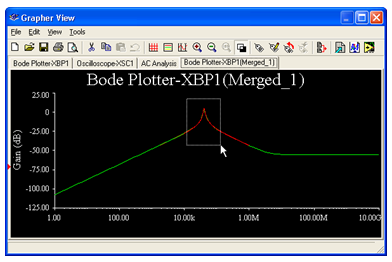 Grapher View
File Edit View Tools
Bode Plotter-XBP1 Oscilloscope-XSC1 AC Analysis Bode Plotter-XBP1(Merged_1)
Bode Plotter-XBP1(Merged_1)
Gain (dB)
25.00
0
-25.00
-50.00
-75.00
-100.00
-125.00
1.00 100.00 10.00k 1.00M 100.00M 10.00G